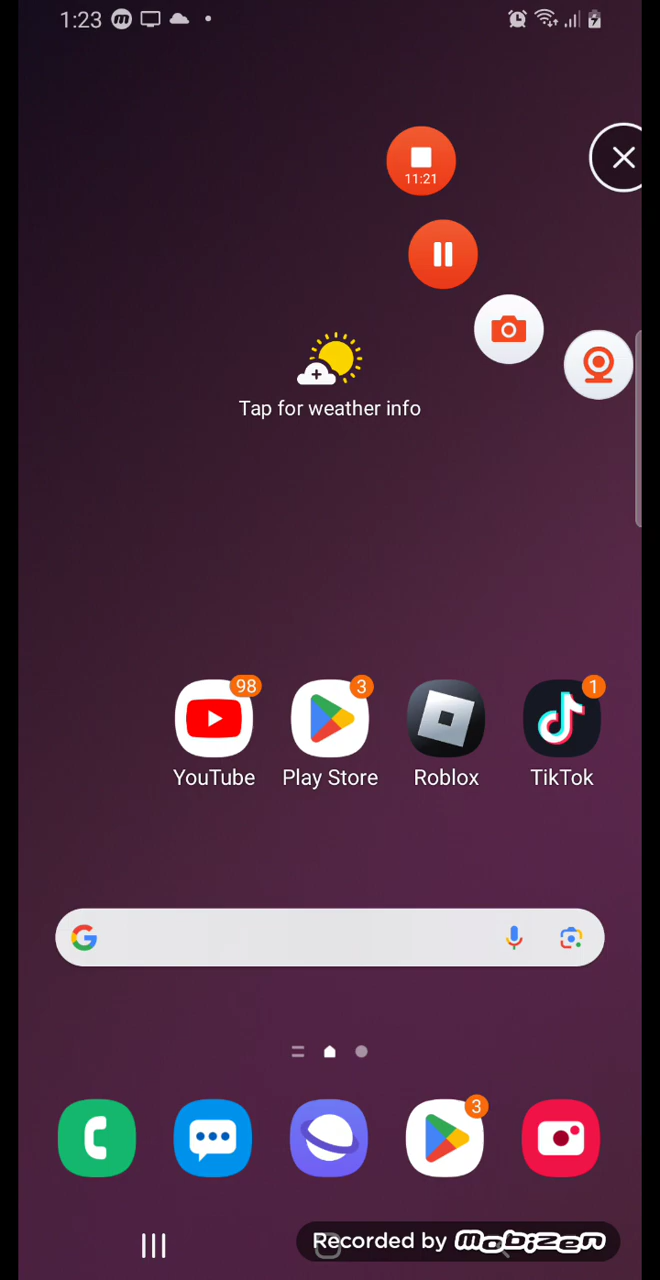 1:23
11:21
Tap for weather info
98
3
1
YouTube
Play Store
Roblox
TikTok
3
Recorded by mobizen